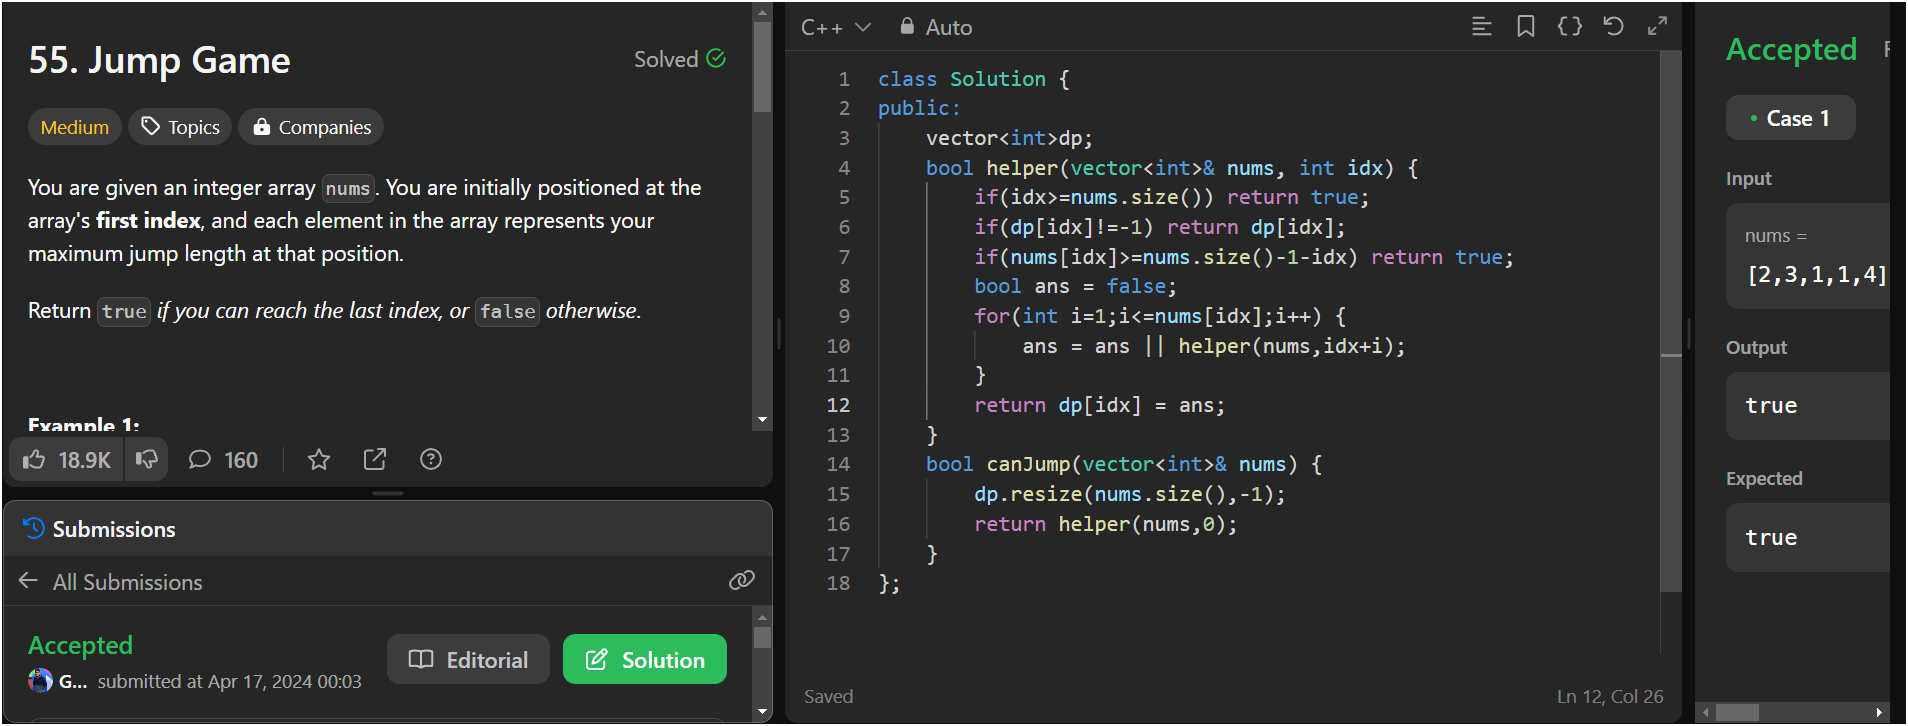 55. Jump Game
Solved
Medium
Topics
Companies
You are given an integer array nums. You are initially positioned at the
array's first index, and each element in the array represents your
maximum jump length at that position.
Return true if you can reach the last index, or false otherwise.
Example 1:
18.9K
160
Submissions
All Submissions
Accepted
G... submitted at Apr 17, 2024 00:03
Editorial
Solution
C++
Auto
1 class Solution {
2 public:
3     vector<int>dp;
4     bool helper(vector<int>& nums, int idx) {
5         if(idx>=nums.size()) return true;
6         if(dp[idx]!=-1) return dp[idx];
7         if(nums[idx]>=nums.size()-1-idx) return true;
8         bool ans = false;
9         for(int i=1;i<=nums[idx];i++) {
10             ans = ans || helper(nums,idx+i);
11         }
12         return dp[idx] = ans;
13     }
14     bool canJump(vector<int>& nums) {
15         dp.resize(nums.size(),-1);
16         return helper(nums,0);
17     }
18 };
Saved
Ln 12, Col 26
Accepted
Case 1
Input
nums =
[2,3,1,1,4]
Output
true
Expected
true